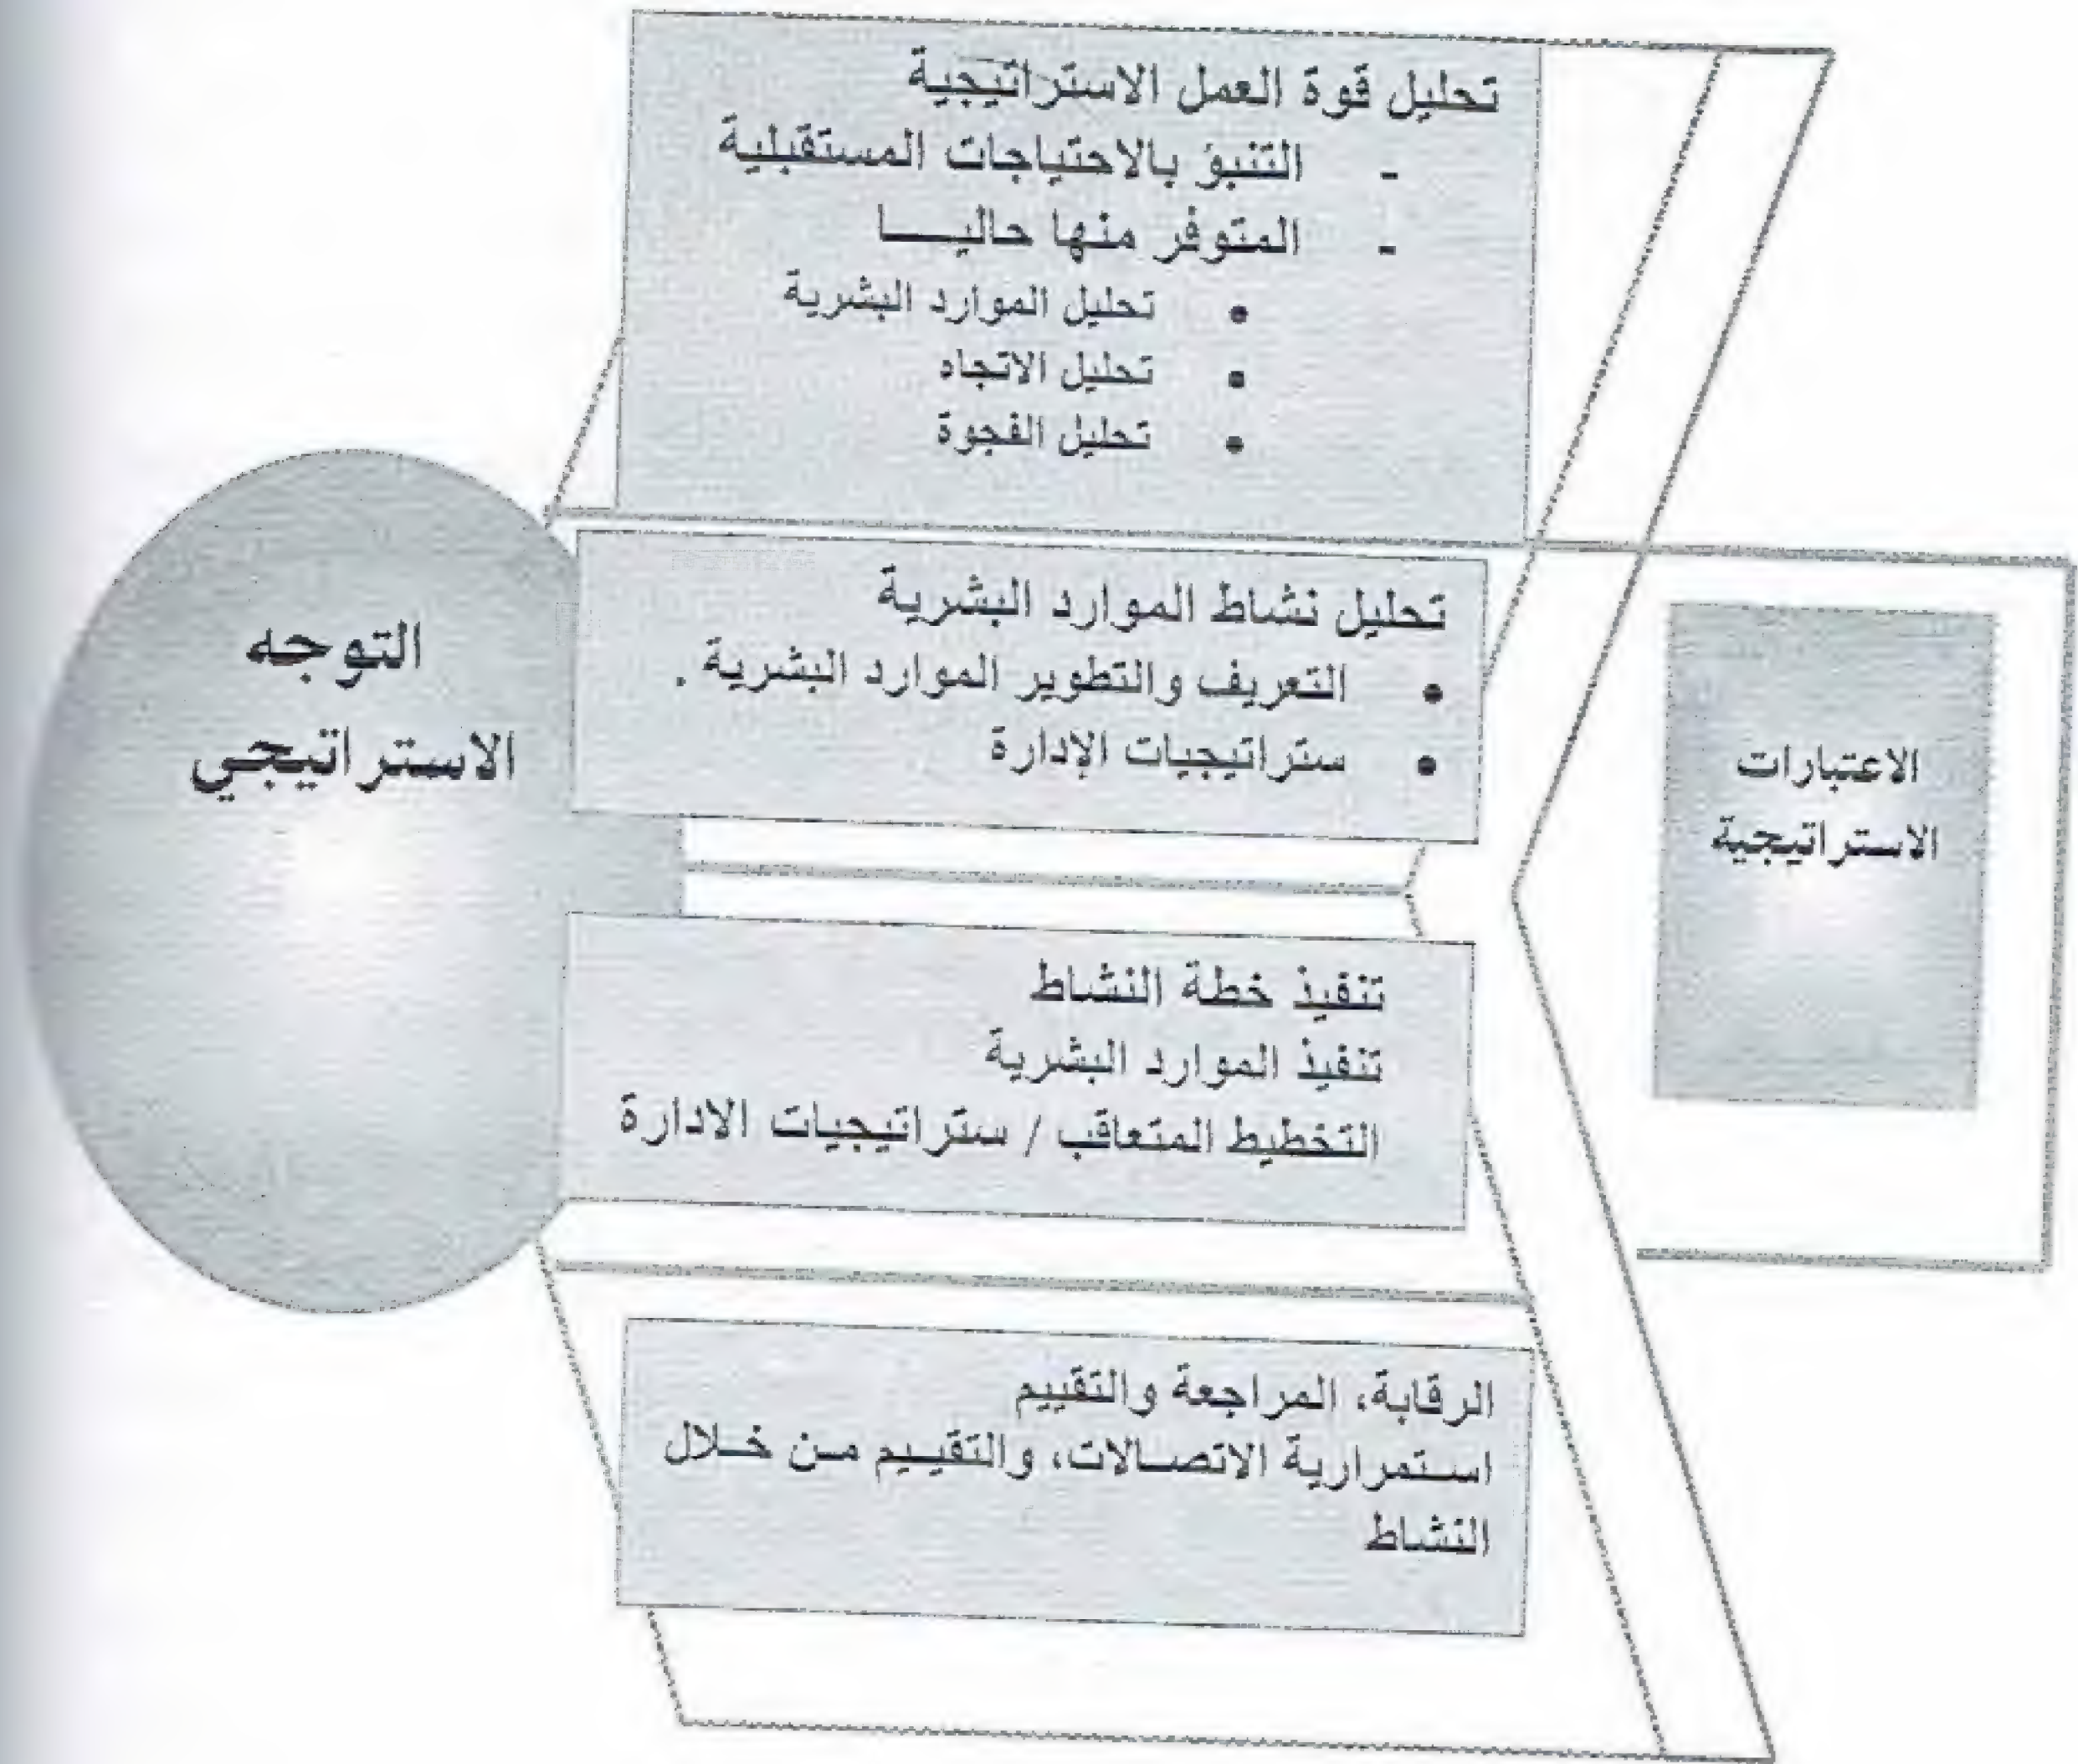 تحليل قوة العمل الاستراتيجية
- التنبؤ بالاحتياجات المستقبلية
- المتوفر منها حاليــــا
• تحليل الموارد البشرية
• تحليل الاتجاه
• تحليل الفجوة
تحليل نشاط الموارد البشرية
• التعريف والتطوير الموارد البشرية .
• ستراتيجيات الإدارة
الاعتبارات
الاستراتيجية
التوجه
الاستراتيجي
تنفيذ خطة النشاط
تنفيذ الموارد البشرية
التخطيط المتعاقب / ستراتيجيات الادارة
الرقابة، المراجعة والتقييم
استمرارية الاتصالات، والتقييم من خلال
النشاط